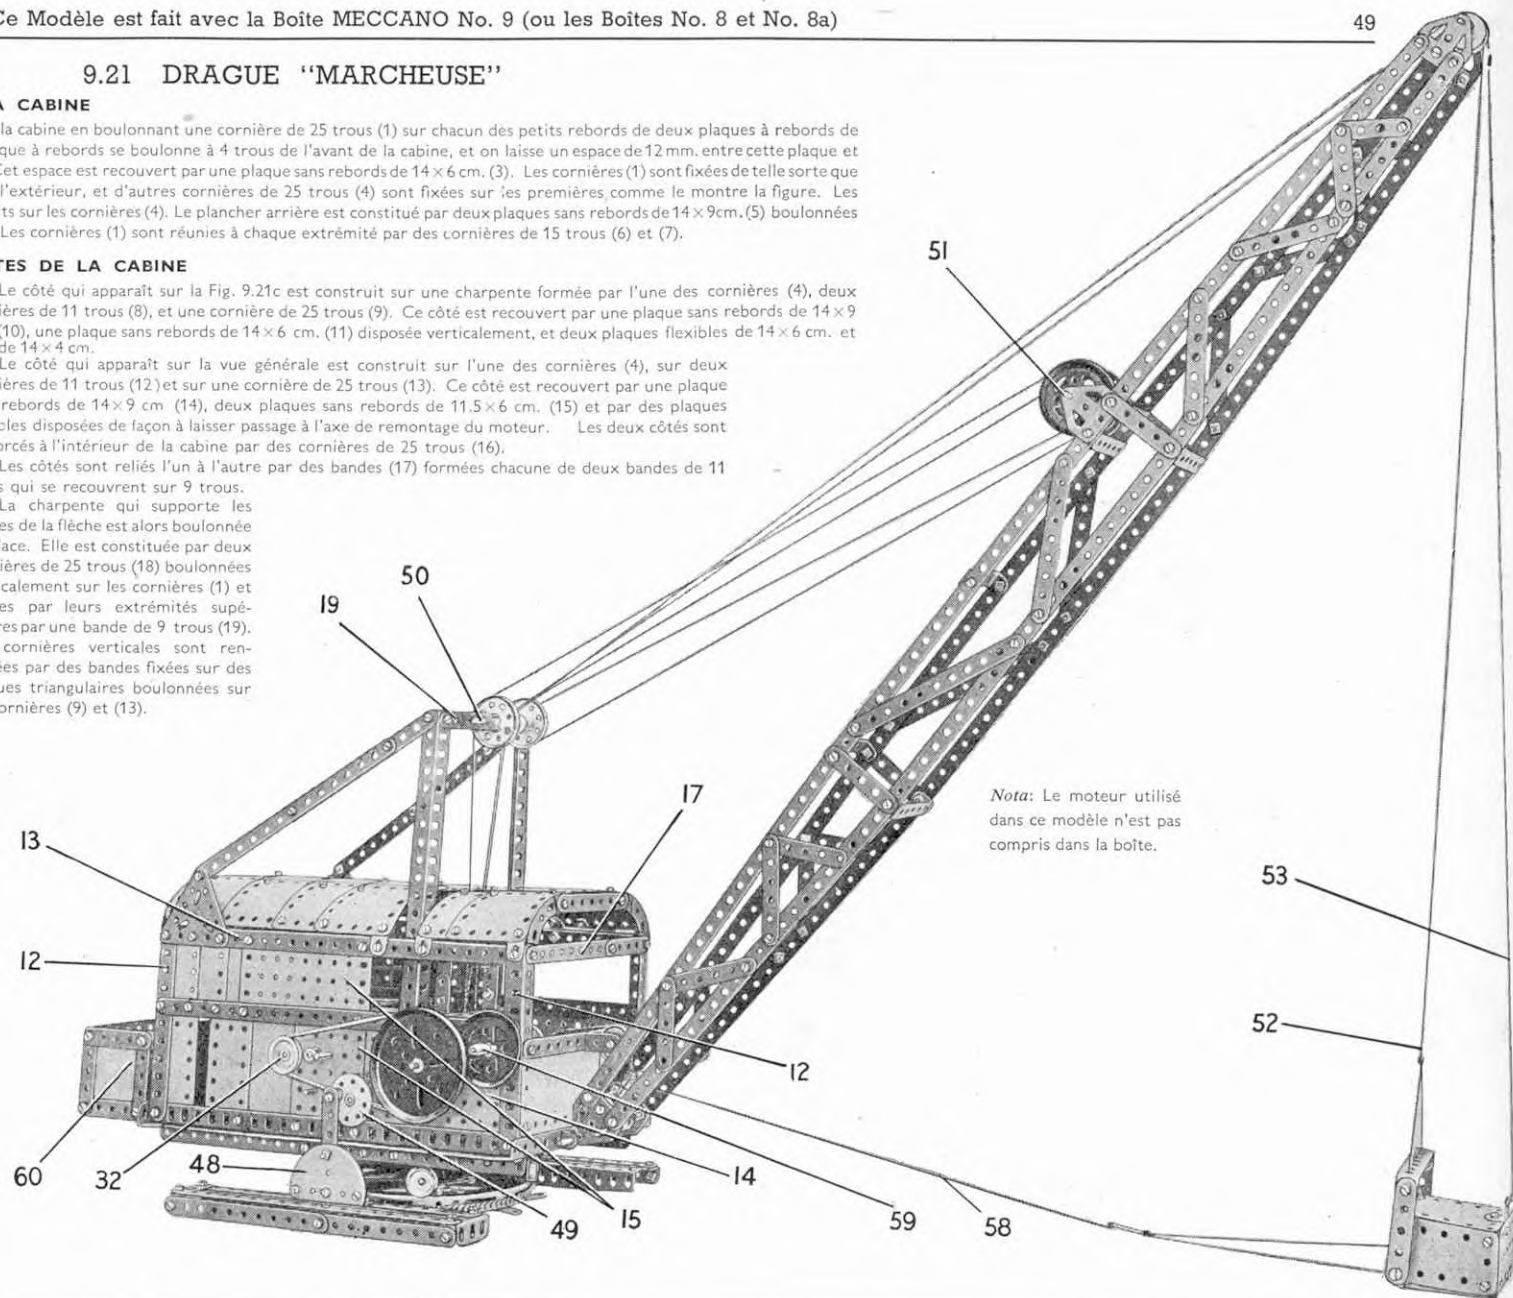 Ce Modèle est fait avec la Boîte MECCANO No. 9 (ou les Boîtes No. 8 et No. 8a)
49
9.21 DRAGUE “MARCHEUSE”
A CABINE
la cabine en boulonnant une cornière de 25 trous (1) sur chacun des petits rebords de deux plaques à rebords de
que à rebords se boulonne à 4 trous de l'avant de la cabine, et on laisse un espace de 12 mm. entre cette plaque et
Cet espace est recouvert par une plaque sans rebords de 14 × 6 cm. (3). Les cornières (1) sont fixées de telle sorte que
l'extérieur, et d'autres cornières de 25 trous (4) sont fixées sur les premières comme le montre la figure. Les
ts sur les cornières (4). Le plancher arrière est constitué par deux plaques sans rebords de 14 × 9cm. (5) boulonnées
Les cornières (1) sont réunies à chaque extrémité par des cornières de 15 trous (6) et (7).
TES DE LA CABINE
Le côté qui apparaît sur la Fig. 9.21c est construit sur une charpente formée par l'une des cornières (4), deux
ières de 11 trous (8), et une cornière de 25 trous (9). Ce côté est recouvert par une plaque sans rebords de 14 × 9
(10), une plaque sans rebords de 14 × 6 cm. (11) disposée verticalement, et deux plaques flexibles de 14 × 6 cm. et
de 14 × 4 cm.
Le côté qui apparaît sur la vue générale est construit sur l'une des cornières (4), sur deux
ières de 11 trous (12) et sur une cornière de 25 trous (13). Ce côté est recouvert par une plaque
rebords de 14 × 9 cm (14), deux plaques sans rebords de 11.5 × 6 cm. (15) et par des plaques
bles disposées de façon à laisser passage à l'axe de remontage du moteur. Les deux côtés sont
orcés à l'intérieur de la cabine par des cornières de 25 trous (16).
Les côtés sont reliés l'un à l'autre par des bandes (17) formées chacune de deux bandes de 11
s qui se recouvrent sur 9 trous.
La charpente qui supporte les
es de la flèche est alors boulonnée
lace. Elle est constituée par deux
ières de 25 trous (18) boulonnées
icalement sur les cornières (1) et
es par leurs extrémités supé-
res par une bande de 9 trous (19).
cornières verticales sont ren-
ées par des bandes fixées sur des
ues triangulaires boulonnées sur
ornières (9) et (13).
51
50
19
17
13
Nota: Le moteur utilisé
dans ce modèle n'est pas
compris dans la boîte.
53
12
52
12
60
32
48
49
15
14
59
58